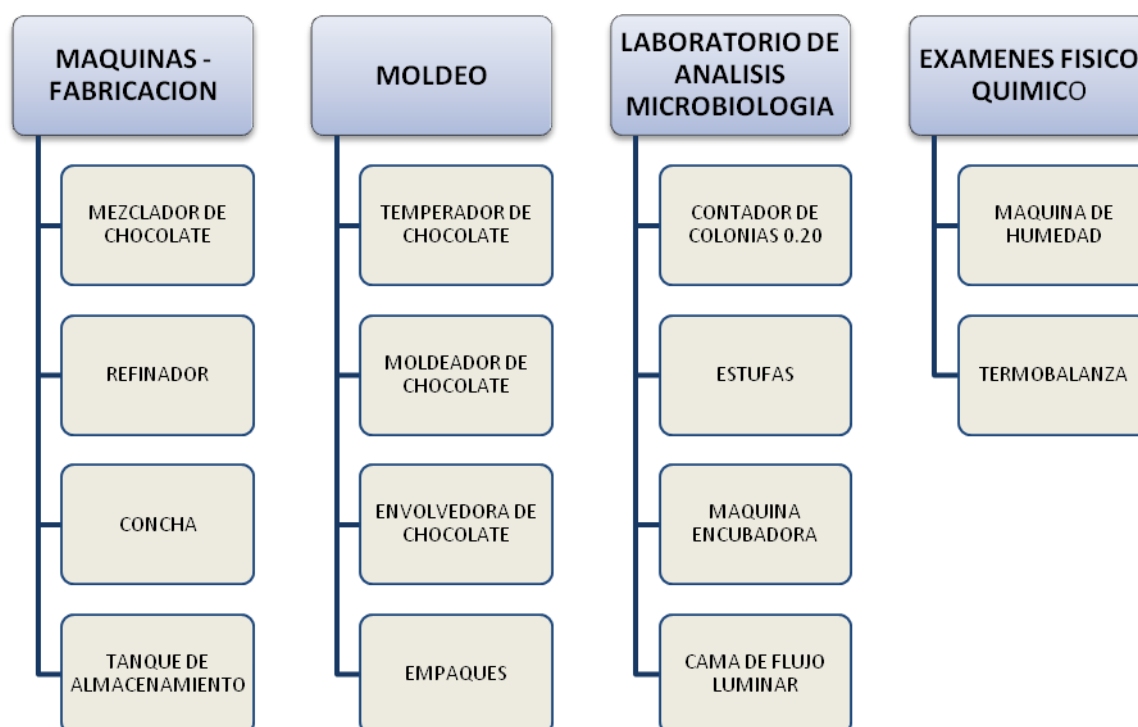 MAQUINAS -
FABRICACION
MEZCLADOR DE
CHOCOLATE
REFINADOR
CONCHA
TANQUE DE
ALMACENAMIENTO
MOLDEO
TEMPERADOR DE
CHOCOLATE
MOLDEADOR DE
CHOCOLATE
ENVOLVEDORA DE
CHOCOLATE
EMPAQUES
LABORATORIO DE
ANALISIS
MICROBIOLOGIA
CONTADOR DE
COLONIAS 0.20
ESTUFAS
MAQUINA
ENCUBADORA
CAMA DE FLUJO
LUMINAR
EXAMENES FISICO
QUIMICO
MAQUINA DE
HUMEDAD
TERMOBALANZA